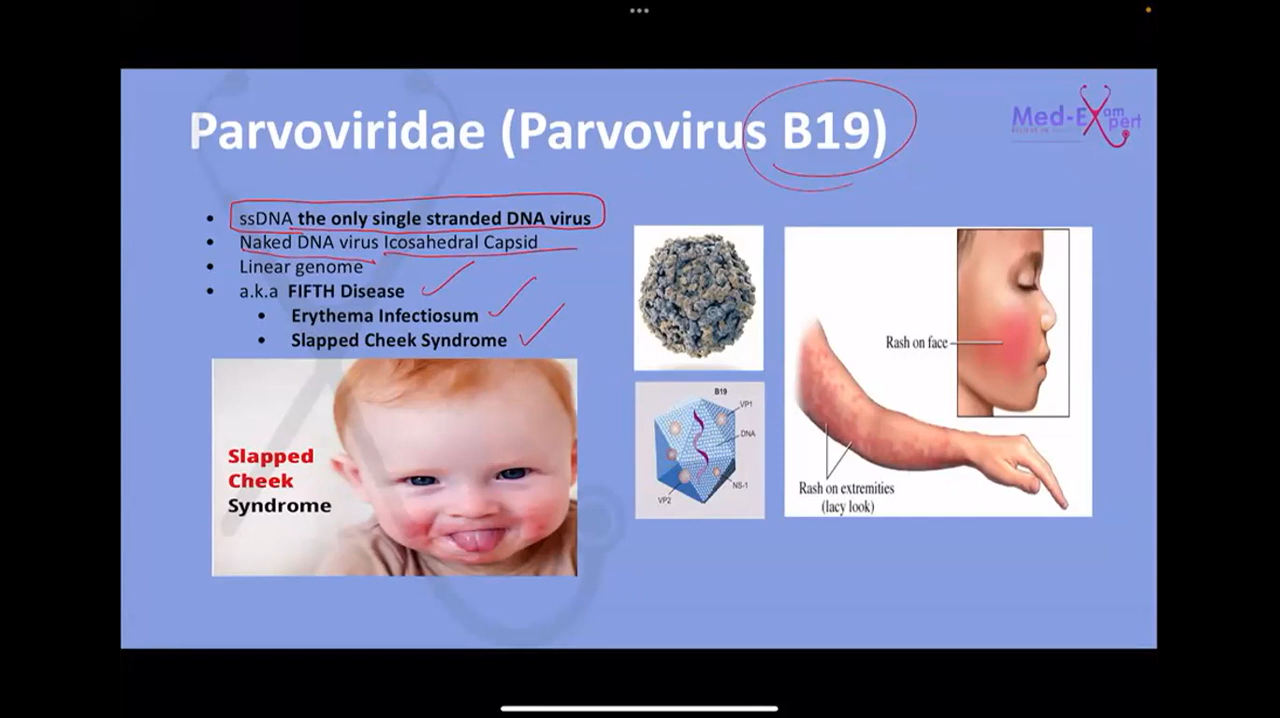 Parvoviridae (Parvovirus B19)
Med-Exam
pert
• ssDNA the only single stranded DNA virus
• Naked DNA virus Icosahedral Capsid
• Linear genome
• a.k.a FIFTH Disease
• Erythema Infectiosum
• Slapped Cheek Syndrome
Slapped
Cheek
Syndrome
B19
VP1
DNA
NS-1
VP2
Rash on face
Rash on extremities
(lacy look)